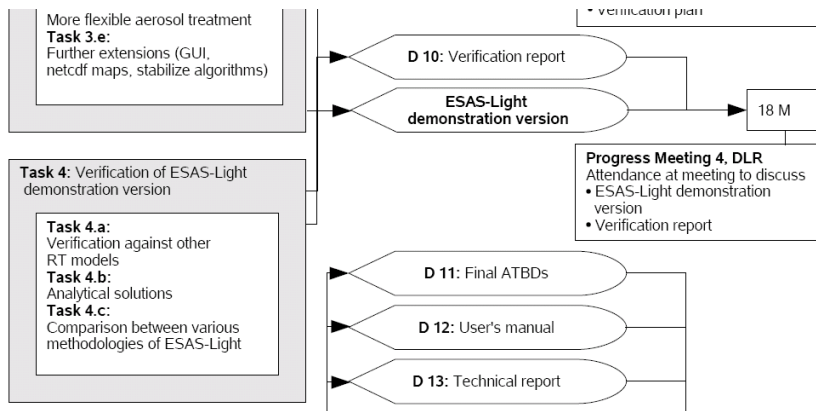 More flexible aerosol treatment
Task 3.e:
Further extensions (GUI,
netcdf maps, stabilize algorithms)
• Verification plan
D 10: Verification report
ESAS-Light
demonstration version
18 M
Progress Meeting 4, DLR
Attendance at meeting to discuss
• ESAS-Light demonstration
version
• Verification report
Task 4: Verification of ESAS-Light
demonstration version
Task 4.a:
Verification against other
RT models
Task 4.b:
Analytical solutions
Task 4.c:
Comparison between various
methodologies of ESAS-Light
D 11: Final ATBDs
D 12: User's manual
D 13: Technical report